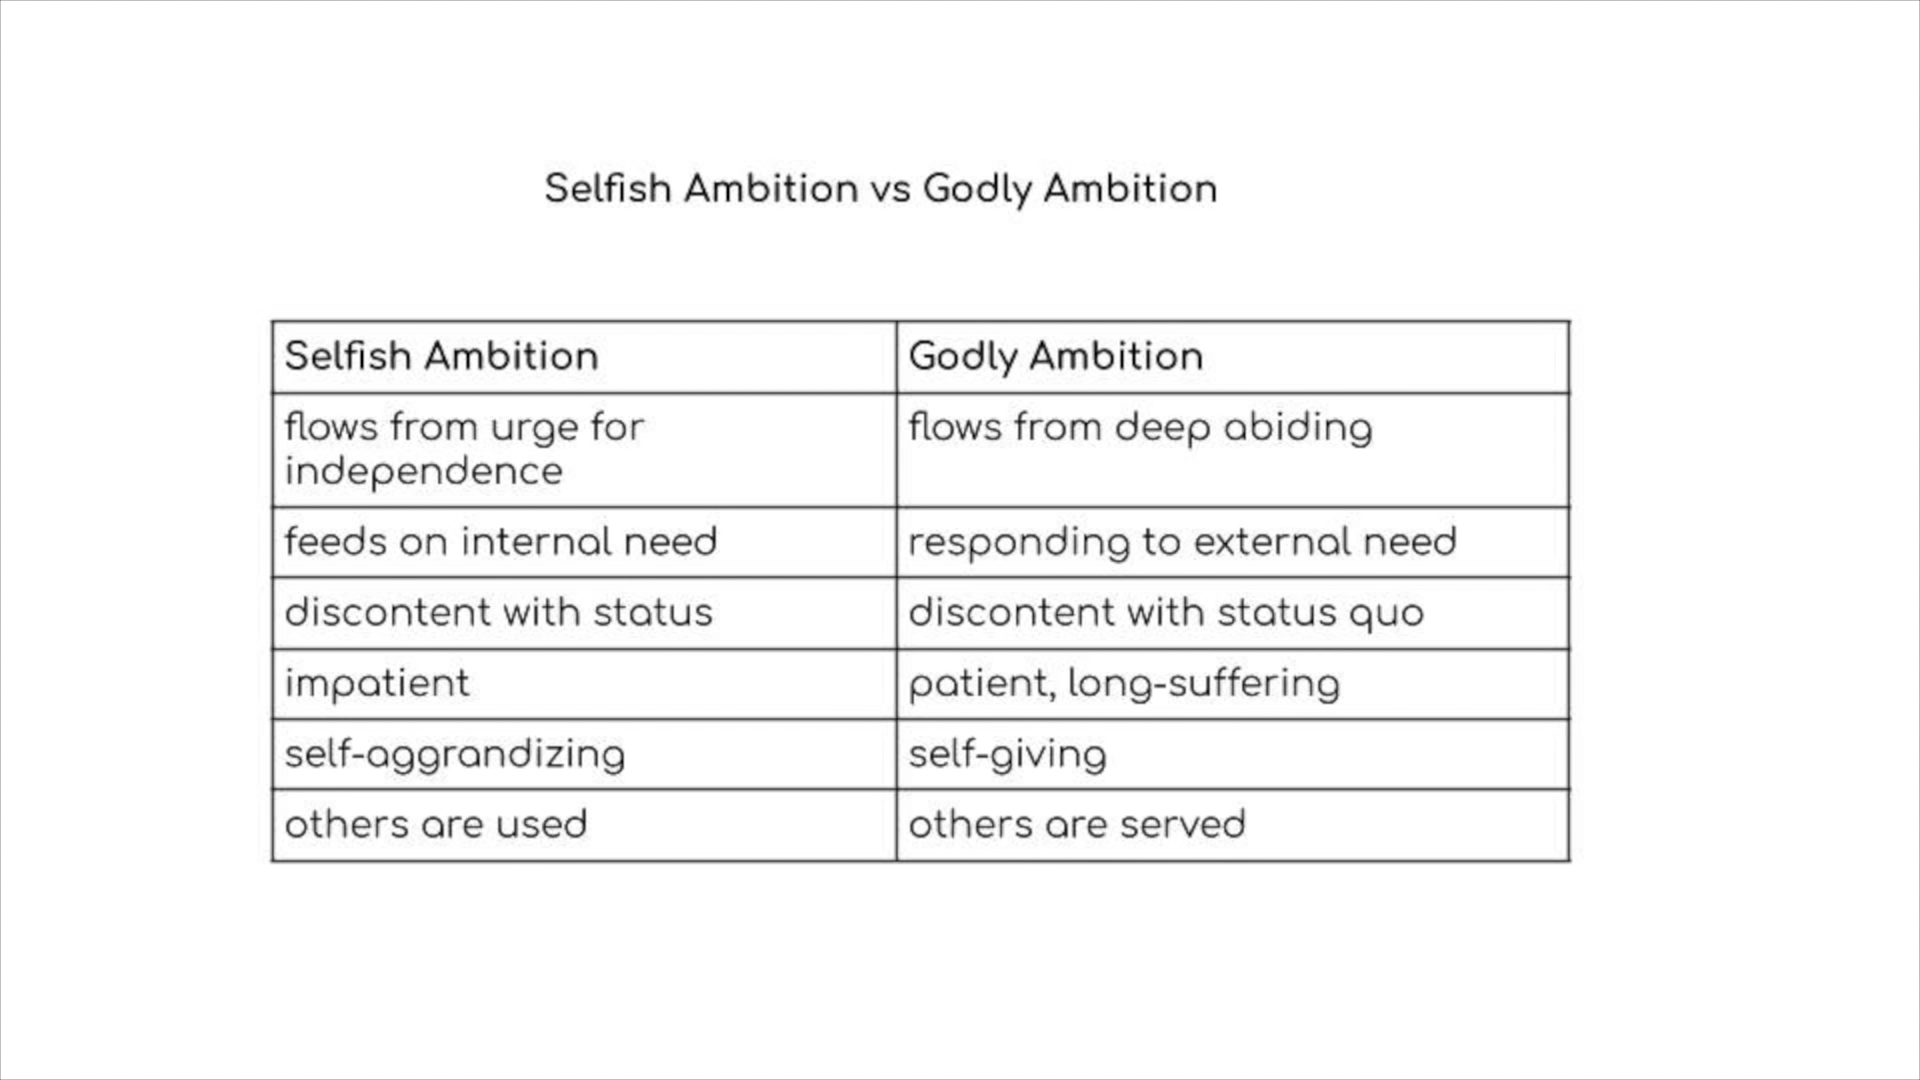 Selfish Ambition vs Godly Ambition
Selfish Ambition
Godly Ambition
flows from urge for
independence
flows from deep abiding
feeds on internal need
responding to external need
discontent with status
discontent with status quo
impatient
patient, long-suffering
self-aggrandizing
self-giving
others are used
others are served